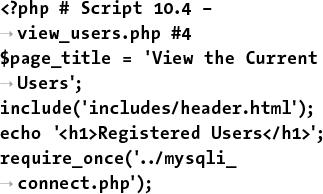 <?php # Script 10.4 –
→ view_users.php #4
$page_title = 'View the Current
→ Users';
include('includes/header.html');
echo '<h1>Registered Users</h1>';
require_once('../mysqli_
→ connect.php');